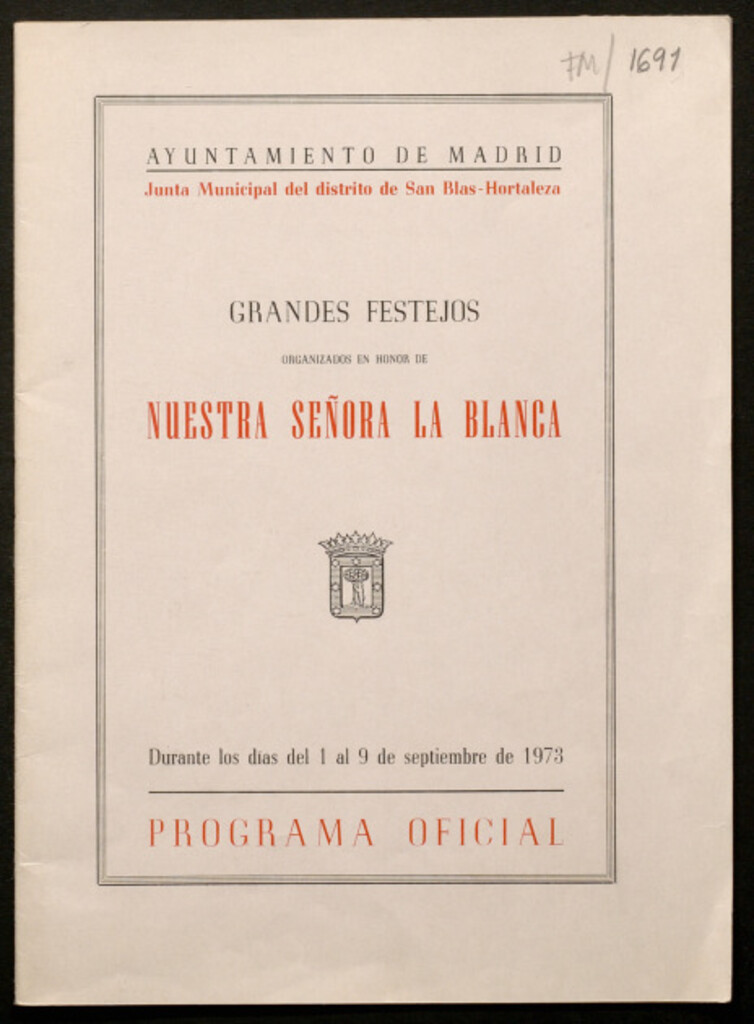 FM/1691
AYUNTAMIENTO DE MADRID
Junta Municipal del distrito de San Blas-Hortaleza
GRANDES FESTEJOS
ORGANIZADOS EN HONOR DE
NUESTRA SEÑORA LA BLANCA
Durante los días del 1 al 9 de septiembre de 1973
PROGRAMA OFICIAL